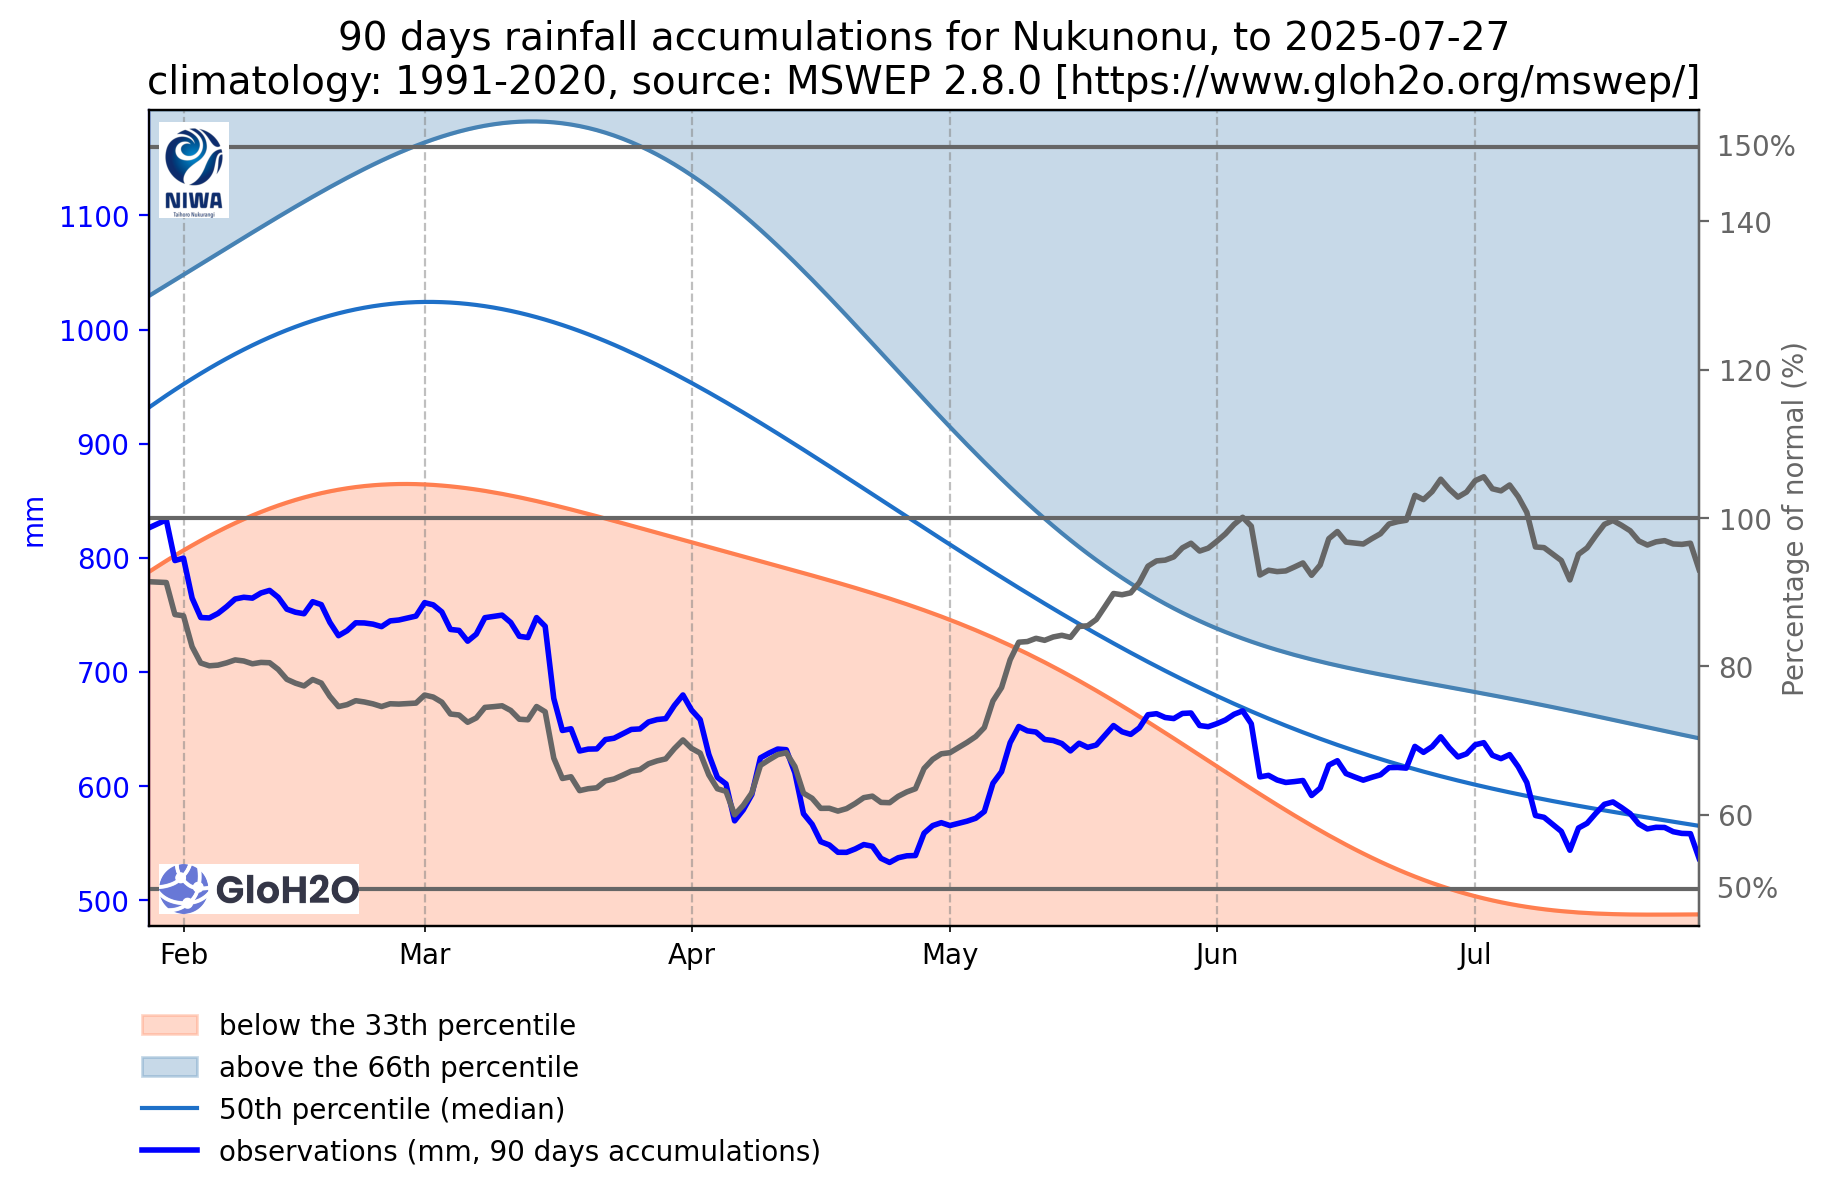 90 days rainfall accumulations for Nukunonu, to 2025-07-27
climatology: 1991-2020, source: MSWEP 2.8.0 [https://www.gloh2o.org/mswep/]
NIWA
Taihoro Nukurangi
1100
1000
900
800
700
600
500
mm
150%
140
120
100
80
60
50%
Percentage of normal (%)
GloH2O
Feb Mar Apr May Jun Jul
below the 33th percentile
above the 66th percentile
50th percentile (median)
observations (mm, 90 days accumulations)